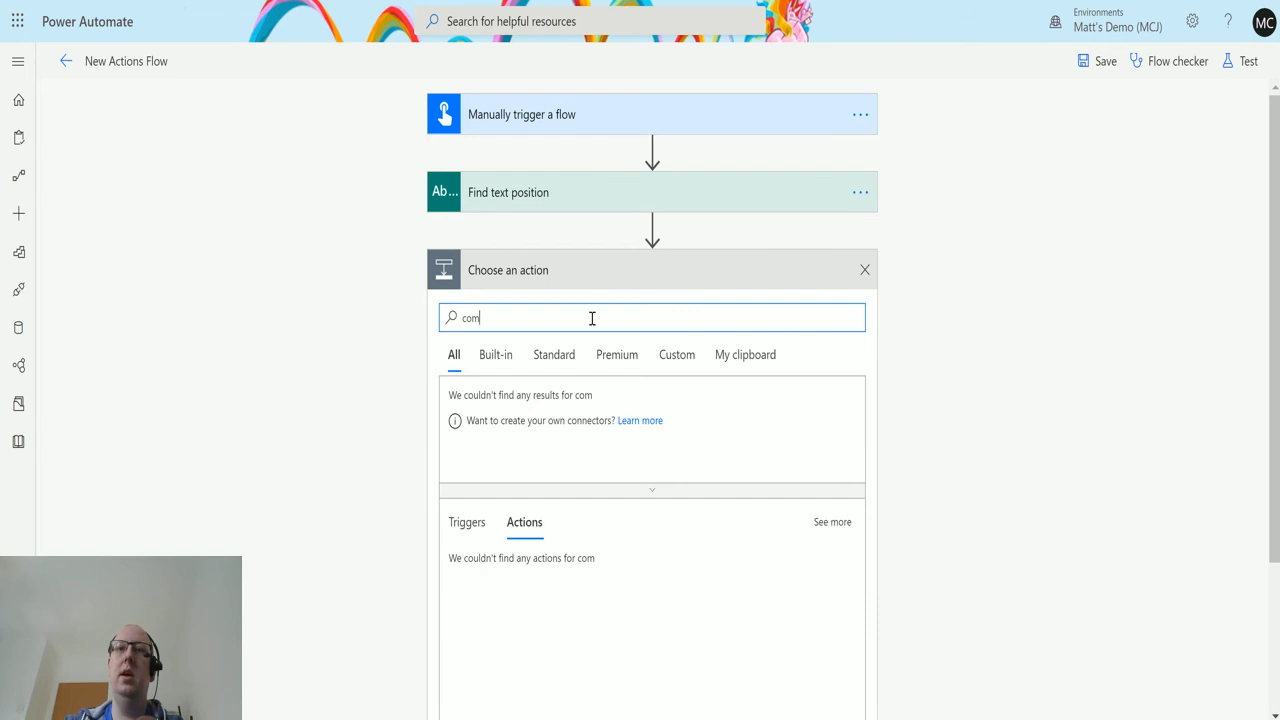 Power Automate
Search for helpful resources
Environments
Matt's Demo (MCJ)
MC
New Actions Flow
Save
Flow checker
Test
Manually trigger a flow
Ab...
Find text position
Choose an action
com
All
Built-in
Standard
Premium
Custom
My clipboard
We couldn't find any results for com
Want to create your own connectors? Learn more
Triggers
Actions
See more
We couldn't find any actions for com